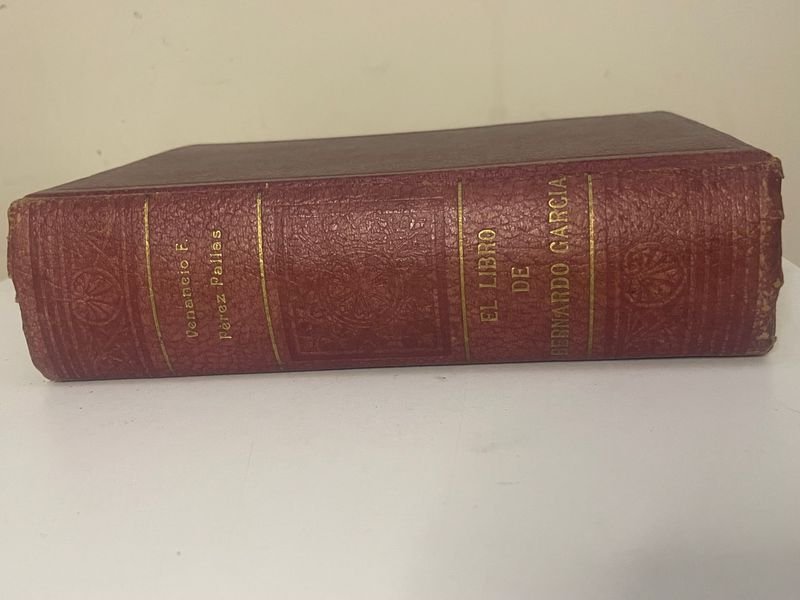 EL LIBRO
DE
BERNARDO GARCIA
Venancio F.
Pérez Pallas